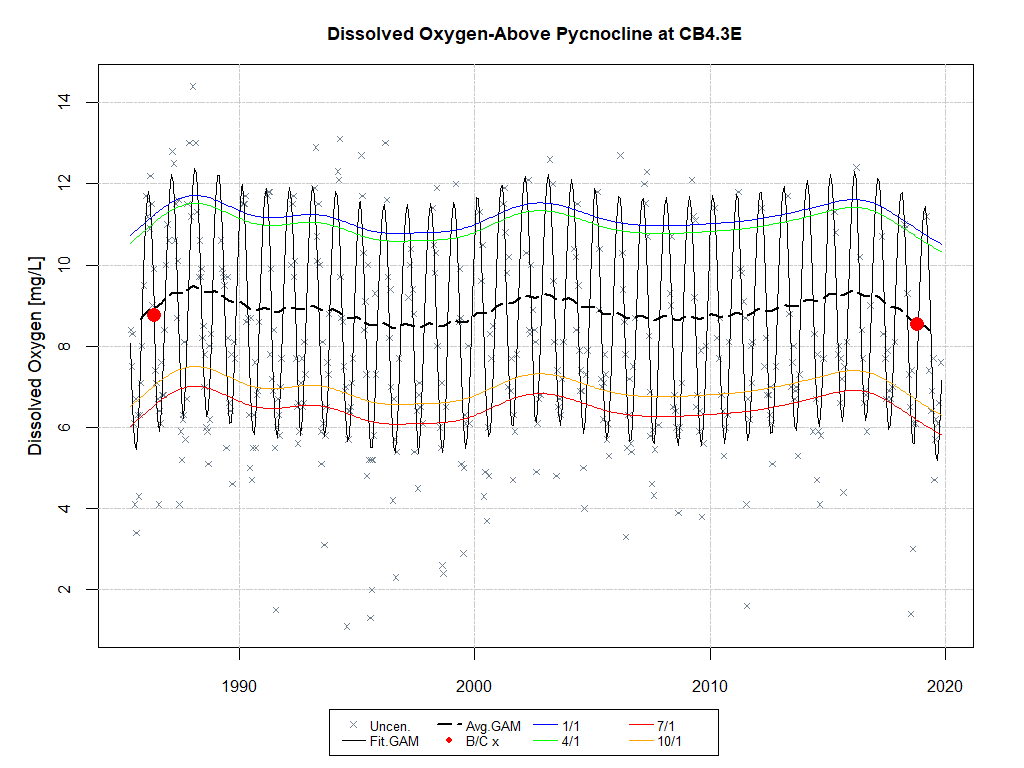 Dissolved Oxygen-Above Pycnocline at CB4.3E
Dissolved Oxygen [mg/L]
14
12
10
8
6
4
2
1990 2000 2010 2020
Uncen. Avg.GAM 1/1 7/1
Fit.GAM B/C x 4/1 10/1